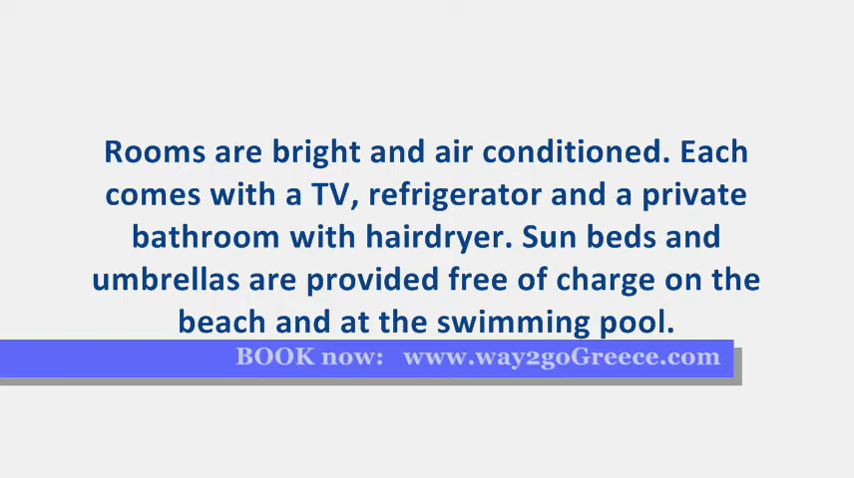 Rooms are bright and air conditioned. Each
comes with a TV, refrigerator and a private
bathroom with hairdryer. Sun beds and
umbrellas are provided free of charge on the
beach and at the swimming pool.
BOOK now: www.way2goGreece.com